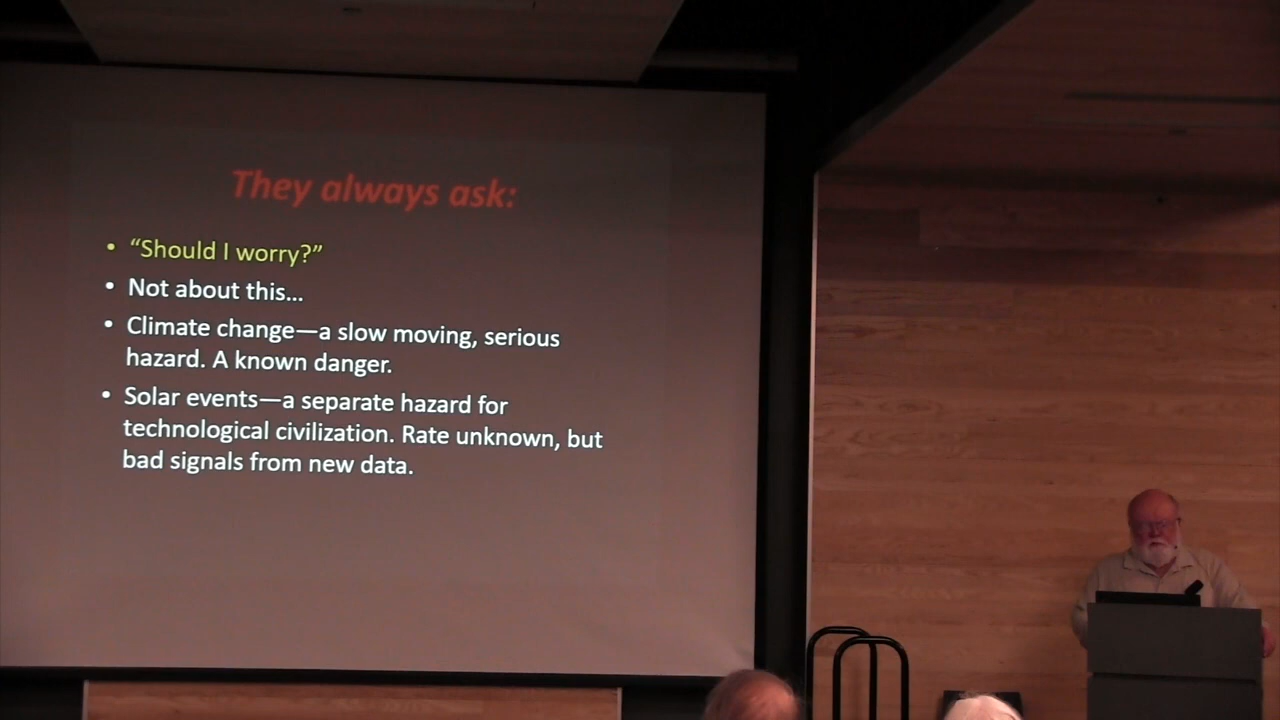 They always ask:
• “Should I worry?”
• Not about this…
• Climate change—a slow moving, serious
hazard. A known danger.
• Solar events—a separate hazard for
technological civilization. Rate unknown, but
bad signals from new data.